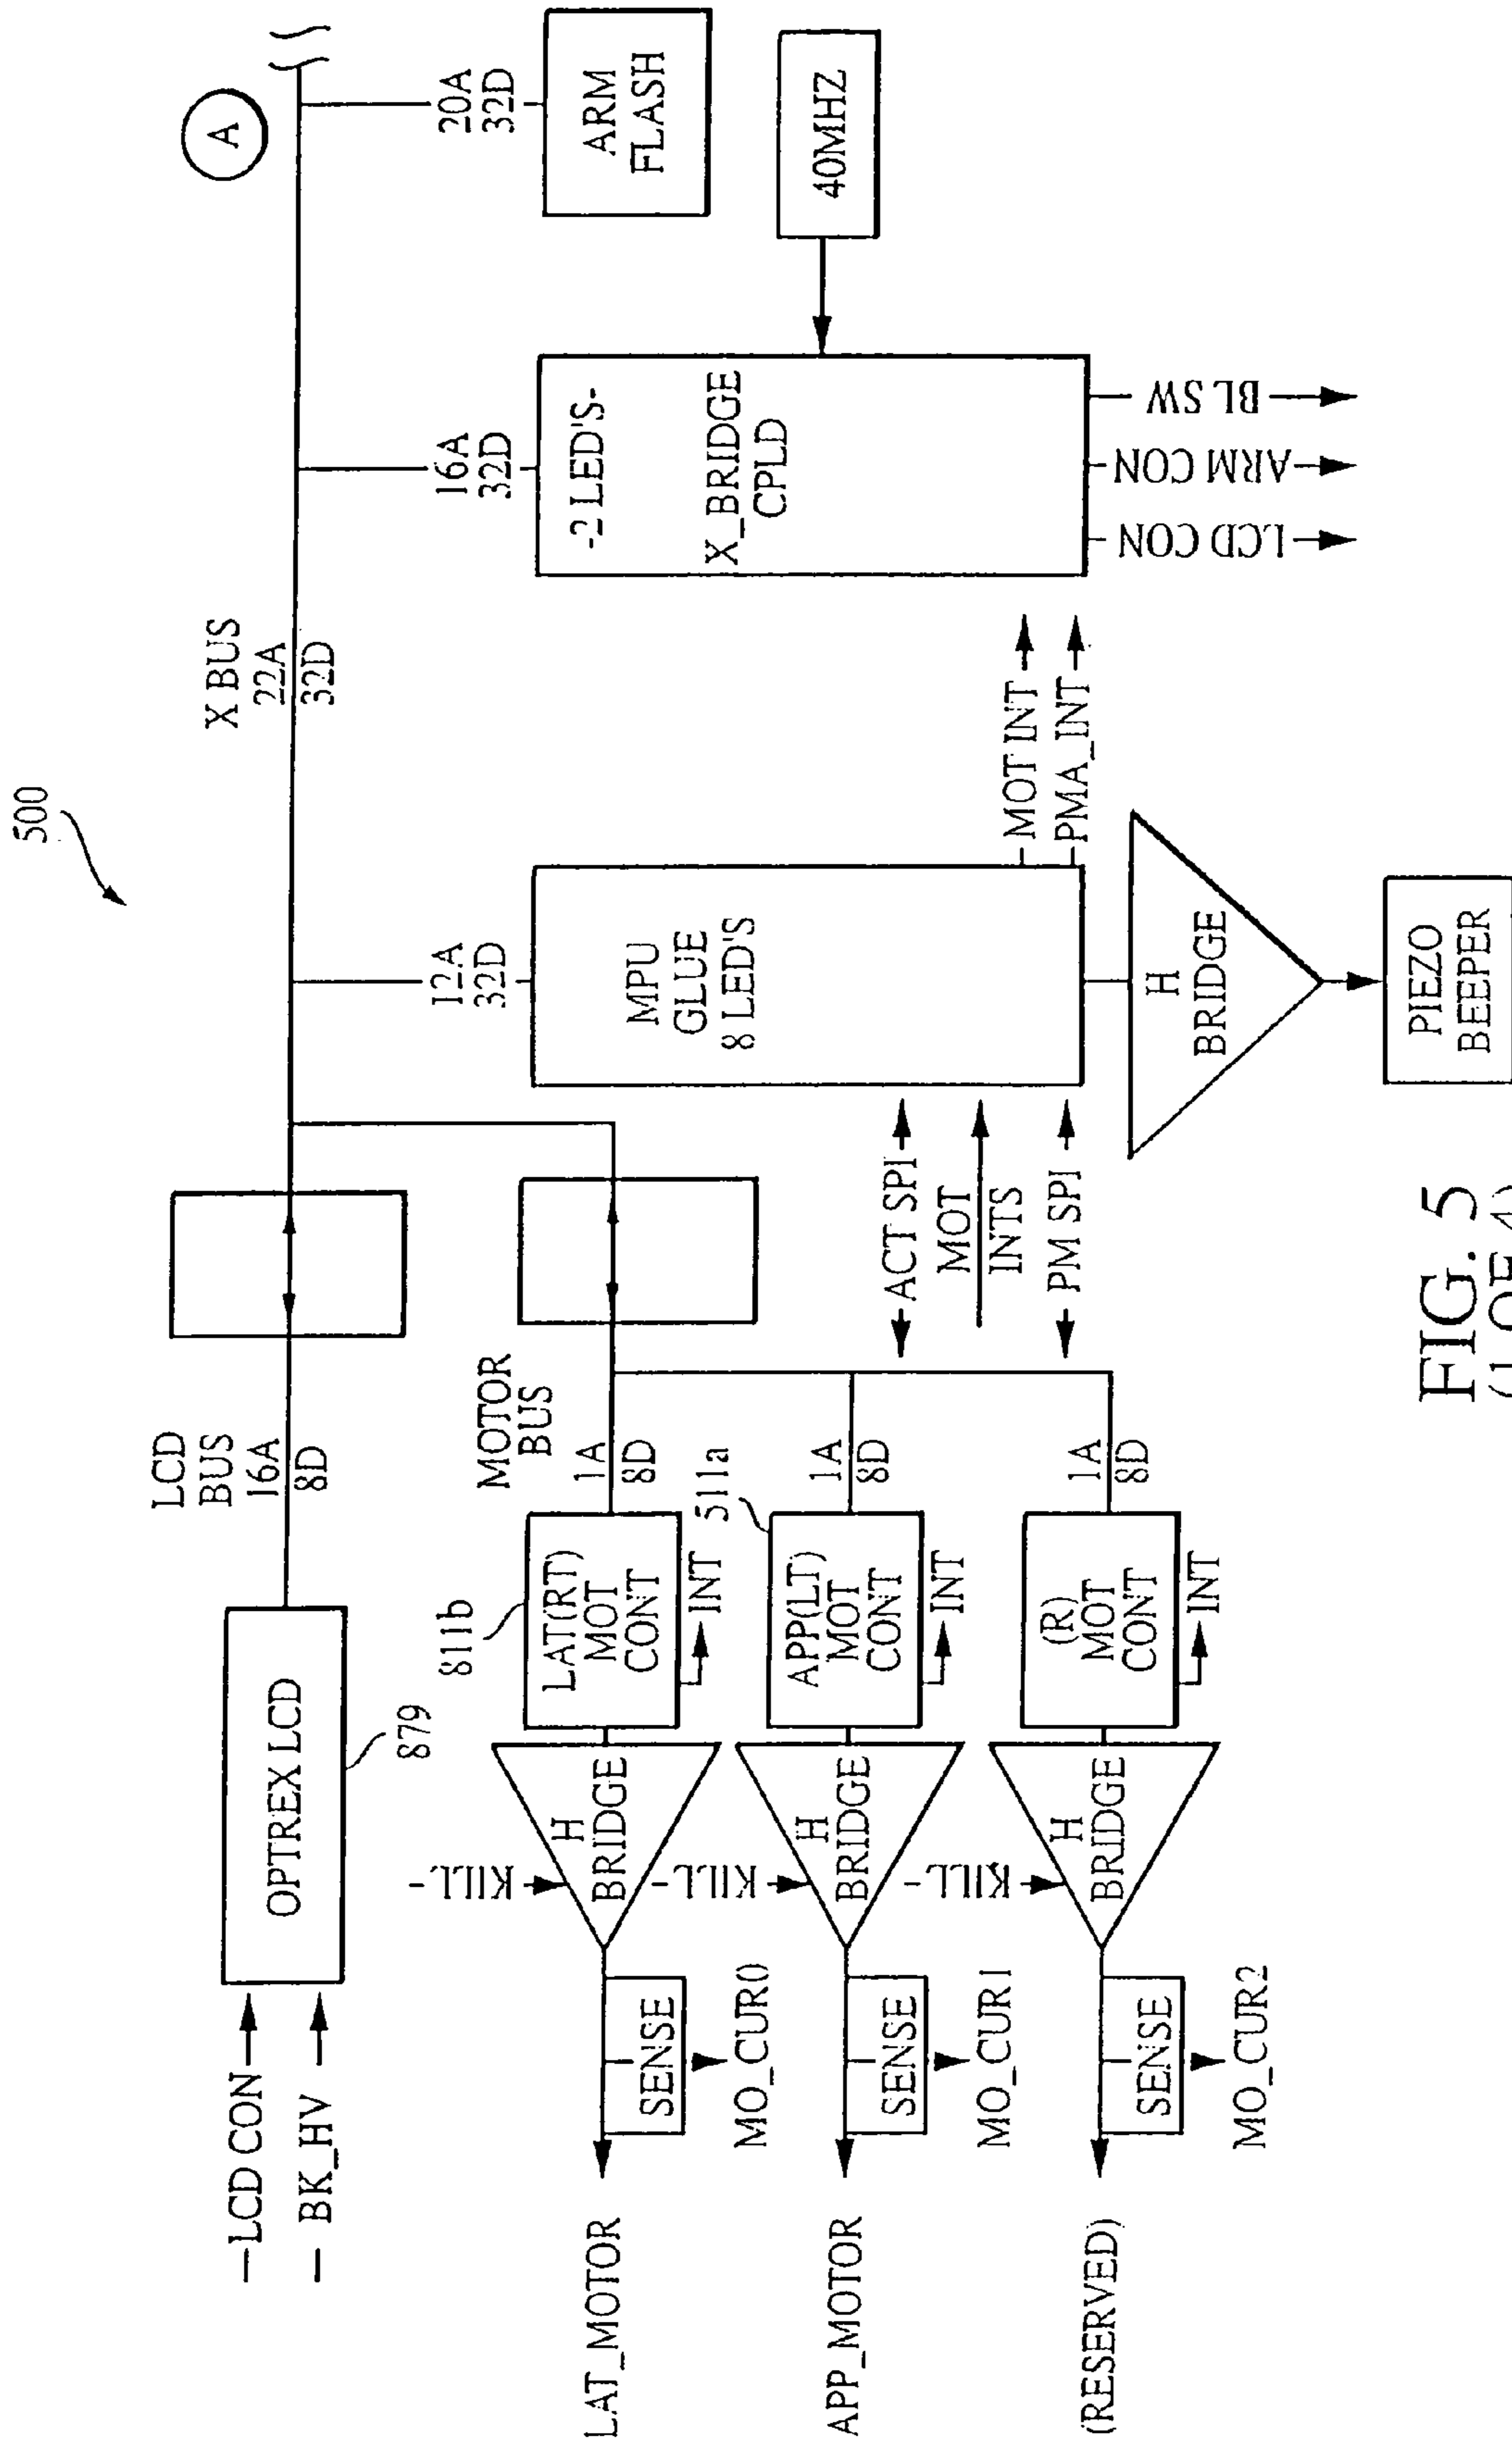 500
X BUS
22A
32D
A
LCD
BUS
16A
8D
LCD CON
BK_HV
OPTREX LCD
879
20A
32D
ARM
FLASH
40MHZ
16A
32D
-2 LED'S-
X_BRIDGE
CPLD
LCD CON
ARM CON
BL SW
12A
32D
MPU
GLUE
8 LED'S
MOT INT
PMA_INT
ACT SPI
MOT
INTS
PM SPI
H
BRIDGE
PIEZO
BEEPER
MOTOR
BUS
1A
8D
811b
LAT(RT)
MOT
CONT
INT
H
BRIDGE
KILL-
SENSE
MO_CUR0
LAT_MOTOR
1A
8D
511a
APP(LT)
MOT
CONT
INT
H
BRIDGE
KILL-
SENSE
MO_CUR1
APP_MOTOR
1A
8D
(R)
MOT
CONT
INT
H
BRIDGE
KILL-
SENSE
MO_CUR2
(RESERVED)
FIG. 5
(1 OF 4)